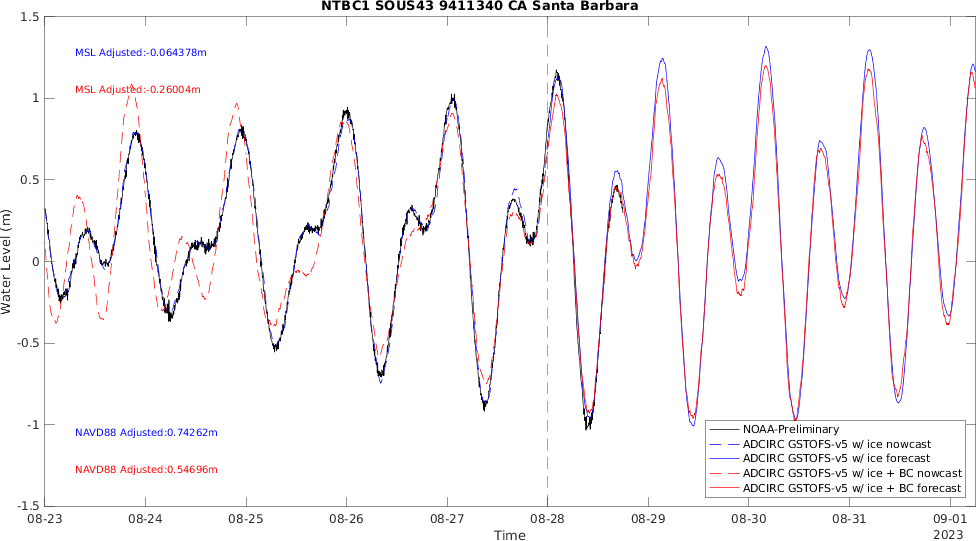 NTBC1 SOUS43 9411340 CA Santa Barbara
1.5
1
0.5
0
-0.5
-1
-1.5
Water Level (m)
MSL Adjusted:-0.064378m
MSL Adjusted:-0.26004m
NAVD88 Adjusted:0.74262m
NAVD88 Adjusted:0.54696m
NOAA-Preliminary
ADCIRC GSTOFS-v5 w/ ice nowcast
ADCIRC GSTOFS-v5 w/ ice forecast
ADCIRC GSTOFS-v5 w/ ice + BC nowcast
ADCIRC GSTOFS-v5 w/ ice + BC forecast
08-23 08-24 08-25 08-26 08-27 08-28 08-29 08-30 08-31 09-01
2023
Time